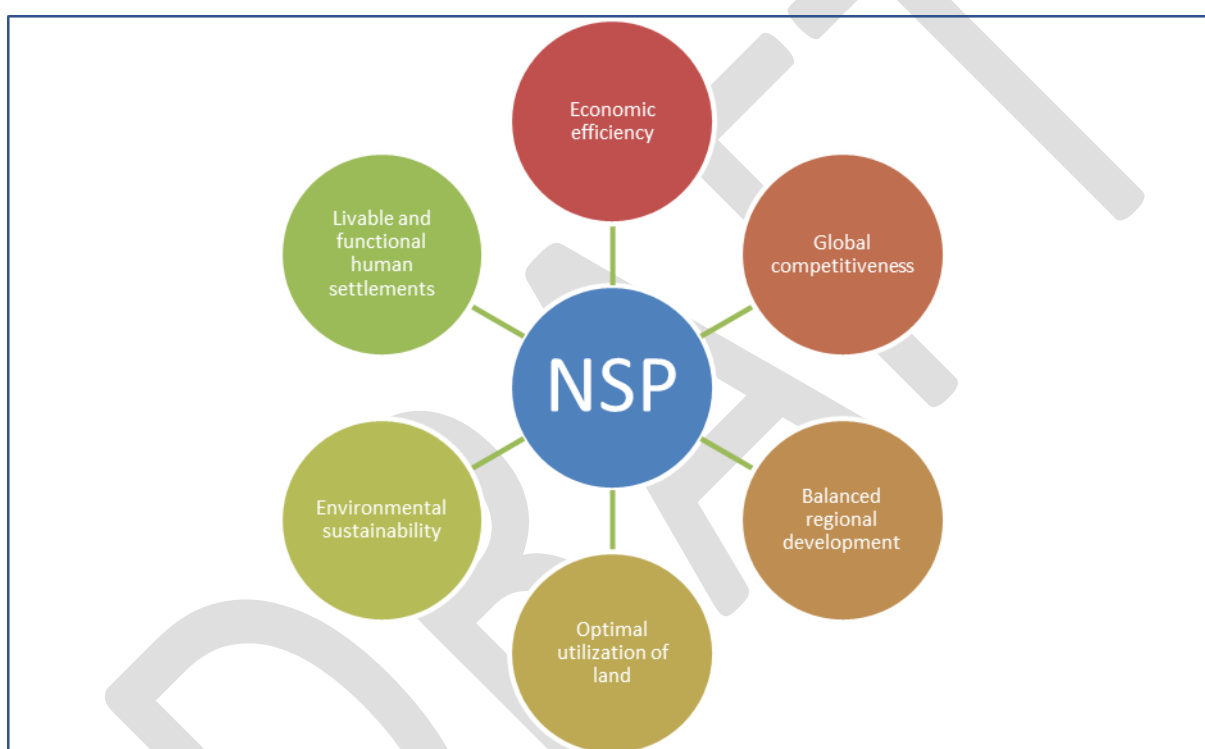 Economic
efficiency
Global
competitiveness
Balanced
regional
development
Optimal
utilization of
land
Environmental
sustainability
Livable and
functional
human
settlements
NSP
DRAFT